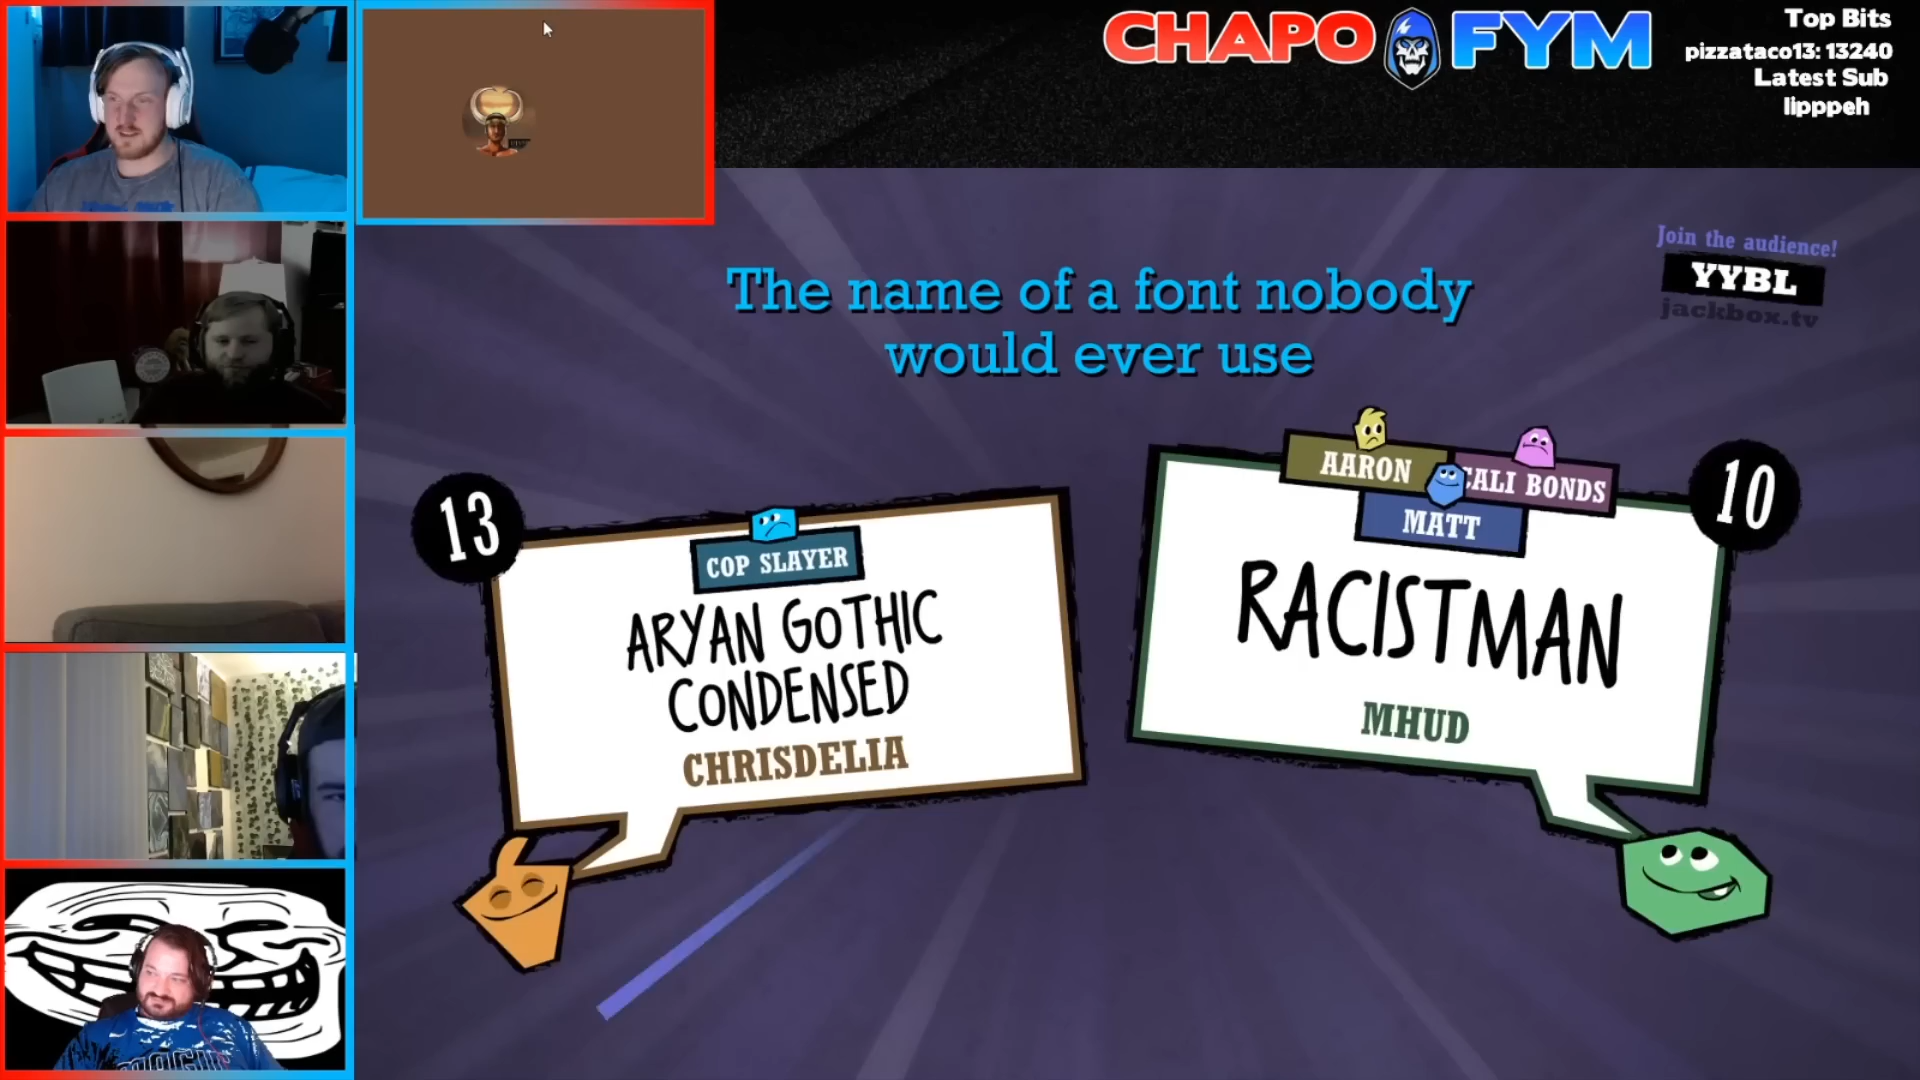 CHAPO FYM
Top Bits
pizzataco13: 13240
Latest Sub
lipppeh
Join the audience!
YYBL
jackbox.tv
The name of a font nobody
would ever use
13
COP SLAYER
ARYAN GOTHIC
CONDENSED
CHRISDELIA
10
AARON
CALI BONDS
MATT
RACISTMAN
MHUD